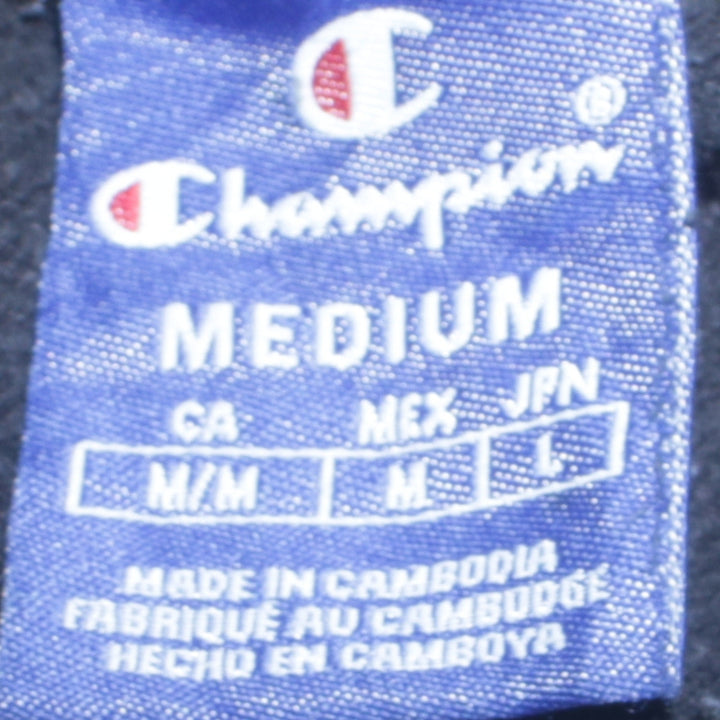 Champion®
MEDIUM
CA MEX JPN
M/M M L
MADE IN CAMBODIA
FABRIQUÉ AU CAMBODGE
HECHO EN CAMBOYA